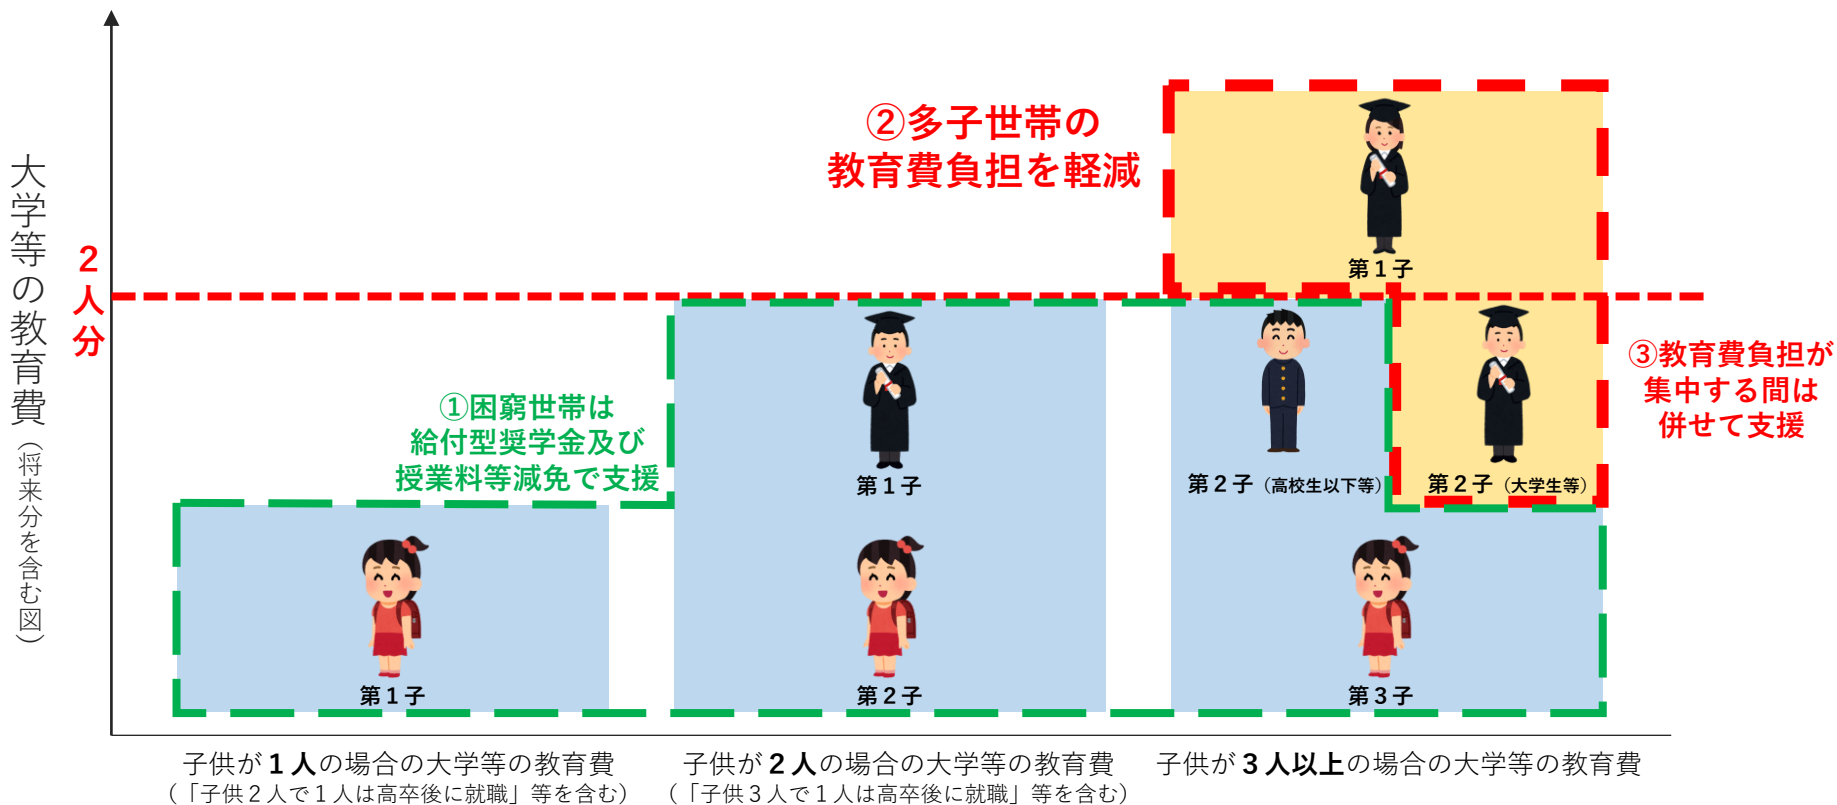 大学等の教育費(将来分を含む図)
2人分
②多子世帯の
教育費負担を軽減
第1子
①困窮世帯は
給付型奨学金及び
授業料等減免で支援
第1子
第2子(高校生以下等)
第2子(大学生等)
③教育費負担が
集中する間は
併せて支援
第1子
第2子
第3子
子供が1人の場合の大学等の教育費
(「子供2人で1人は高卒後に就職」等を含む)
子供が2人の場合の大学等の教育費
(「子供3人で1人は高卒後に就職」等を含む)
子供が3人以上の場合の大学等の教育費